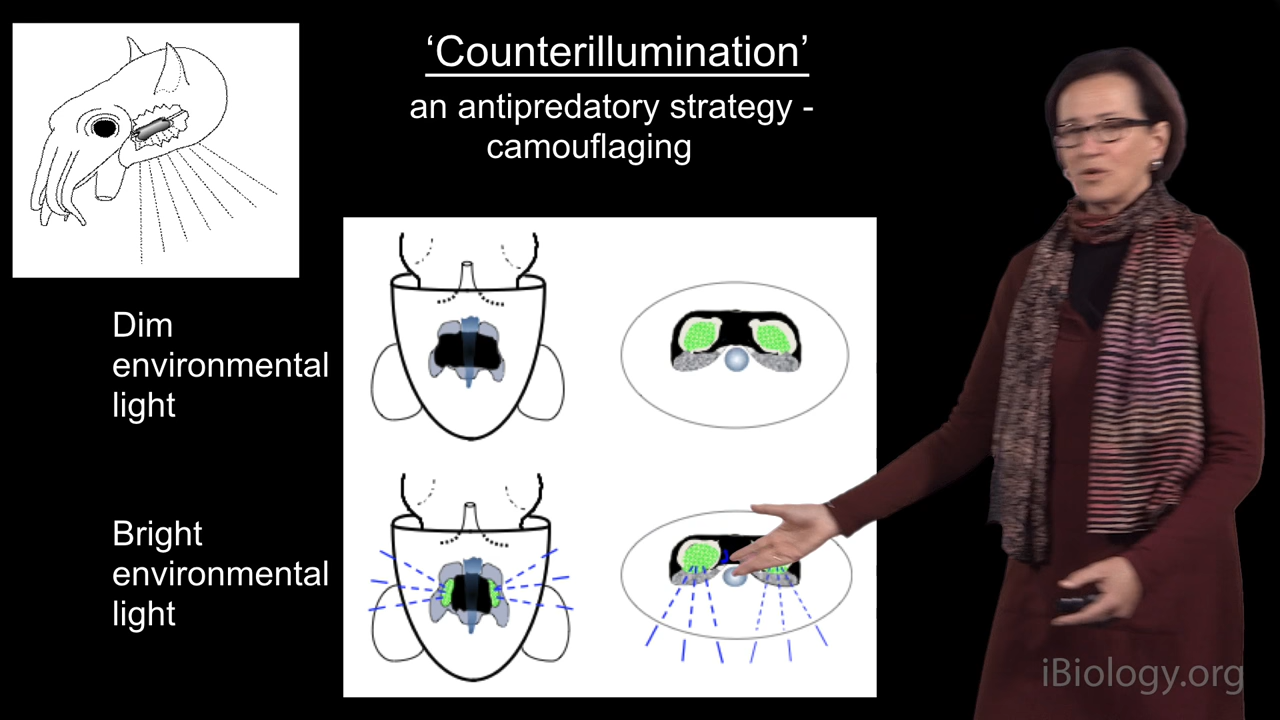 ‘Counterillumination’
an antipredatory strategy -
camouflaging
Dim
environmental
light
Bright
environmental
light
iBiology.org